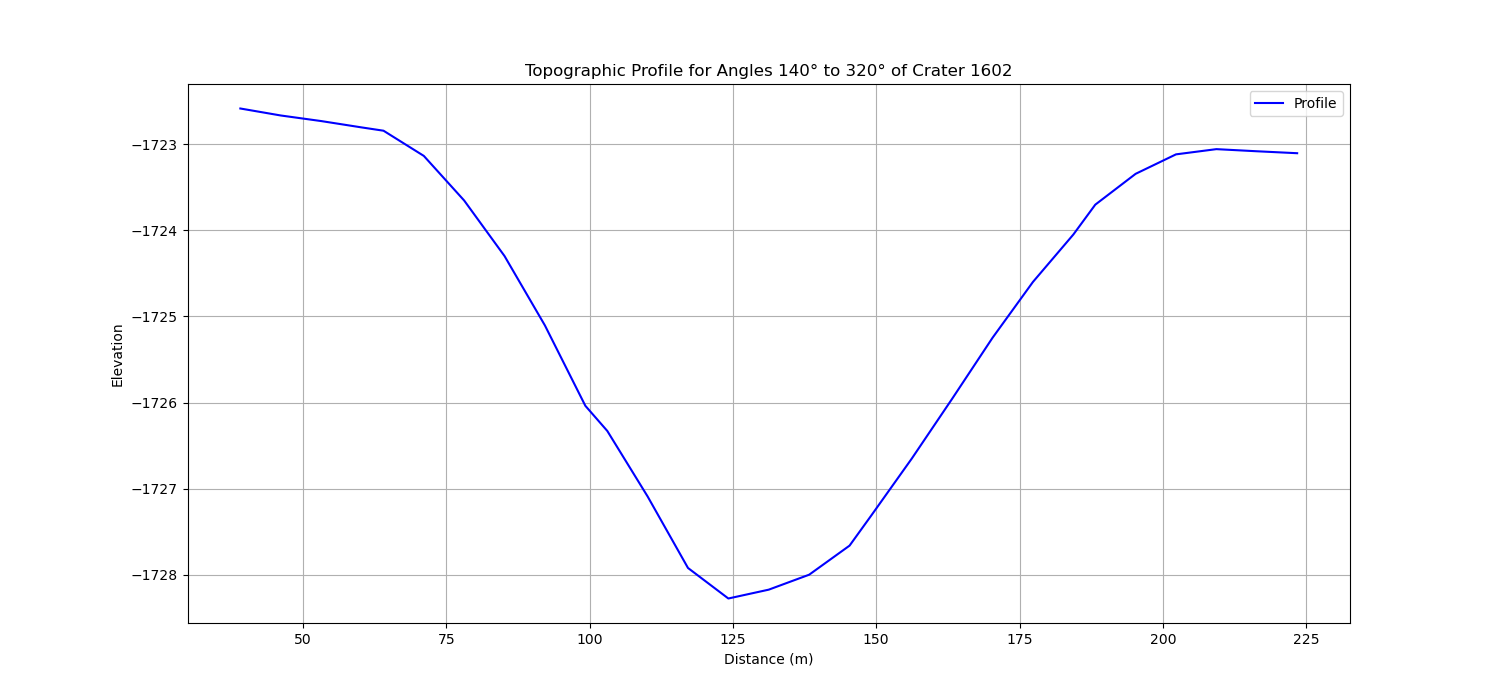 Topographic Profile for Angles 140° to 320° of Crater 1602
Profile
−1723
−1724
−1725
−1726
−1727
−1728
Elevation
50 75 100 125 150 175 200 225
Distance (m)